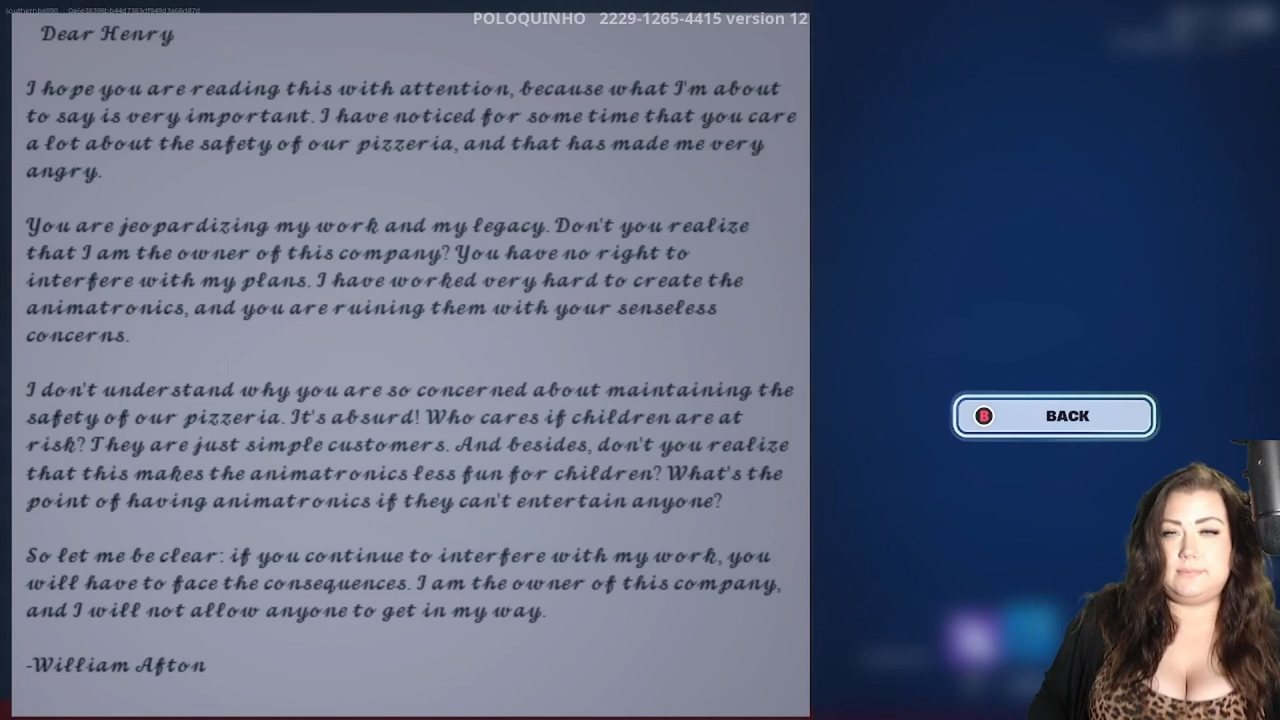 POLOQUINHO 2229-1265-4415 version 12
Dear Henry
I hope you are reading this with attention, because what I'm about
to say is very important. I have noticed for some time that you care
a lot about the safety of our pizzeria, and that has made me very
angry.
You are jeopardizing my work and my legacy. Don't you realize
that I am the owner of this company? You have no right to
interfere with my plans. I have worked very hard to create the
animatronics, and you are ruining them with your senseless
concerns.
I don't understand why you are so concerned about maintaining the
safety of our pizzeria. It's absurd! Who cares if children are at
risk? They are just simple customers. And besides, don't you realize
that this makes the animatronics less fun for children? What's the
point of having animatronics if they can't entertain anyone?
So let me be clear: if you continue to interfere with my work, you
will have to face the consequences. I am the owner of this company,
and I will not allow anyone to get in my way.
-William Afton
B BACK